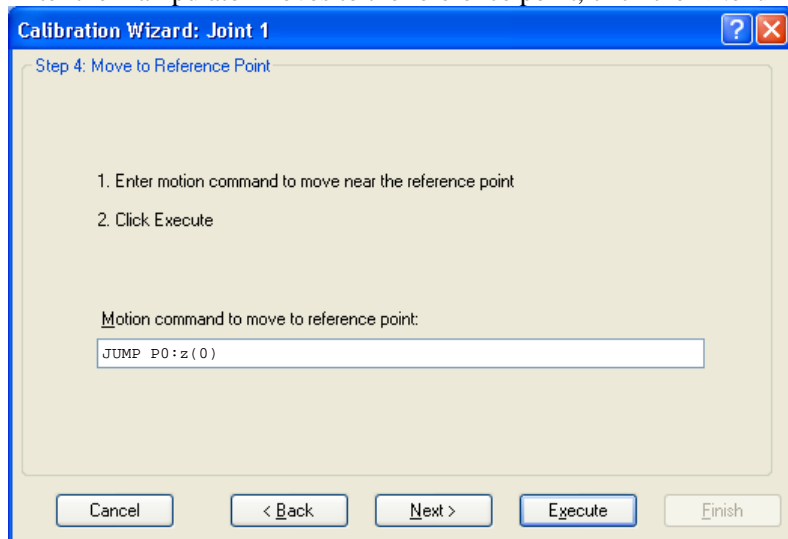 Calibration Wizard: Joint 1
Step 4: Move to Reference Point
1. Enter motion command to move near the reference point
2. Click Execute
Motion command to move to reference point:
JUMP P0:z(0)
Cancel < Back Next > Execute Finish